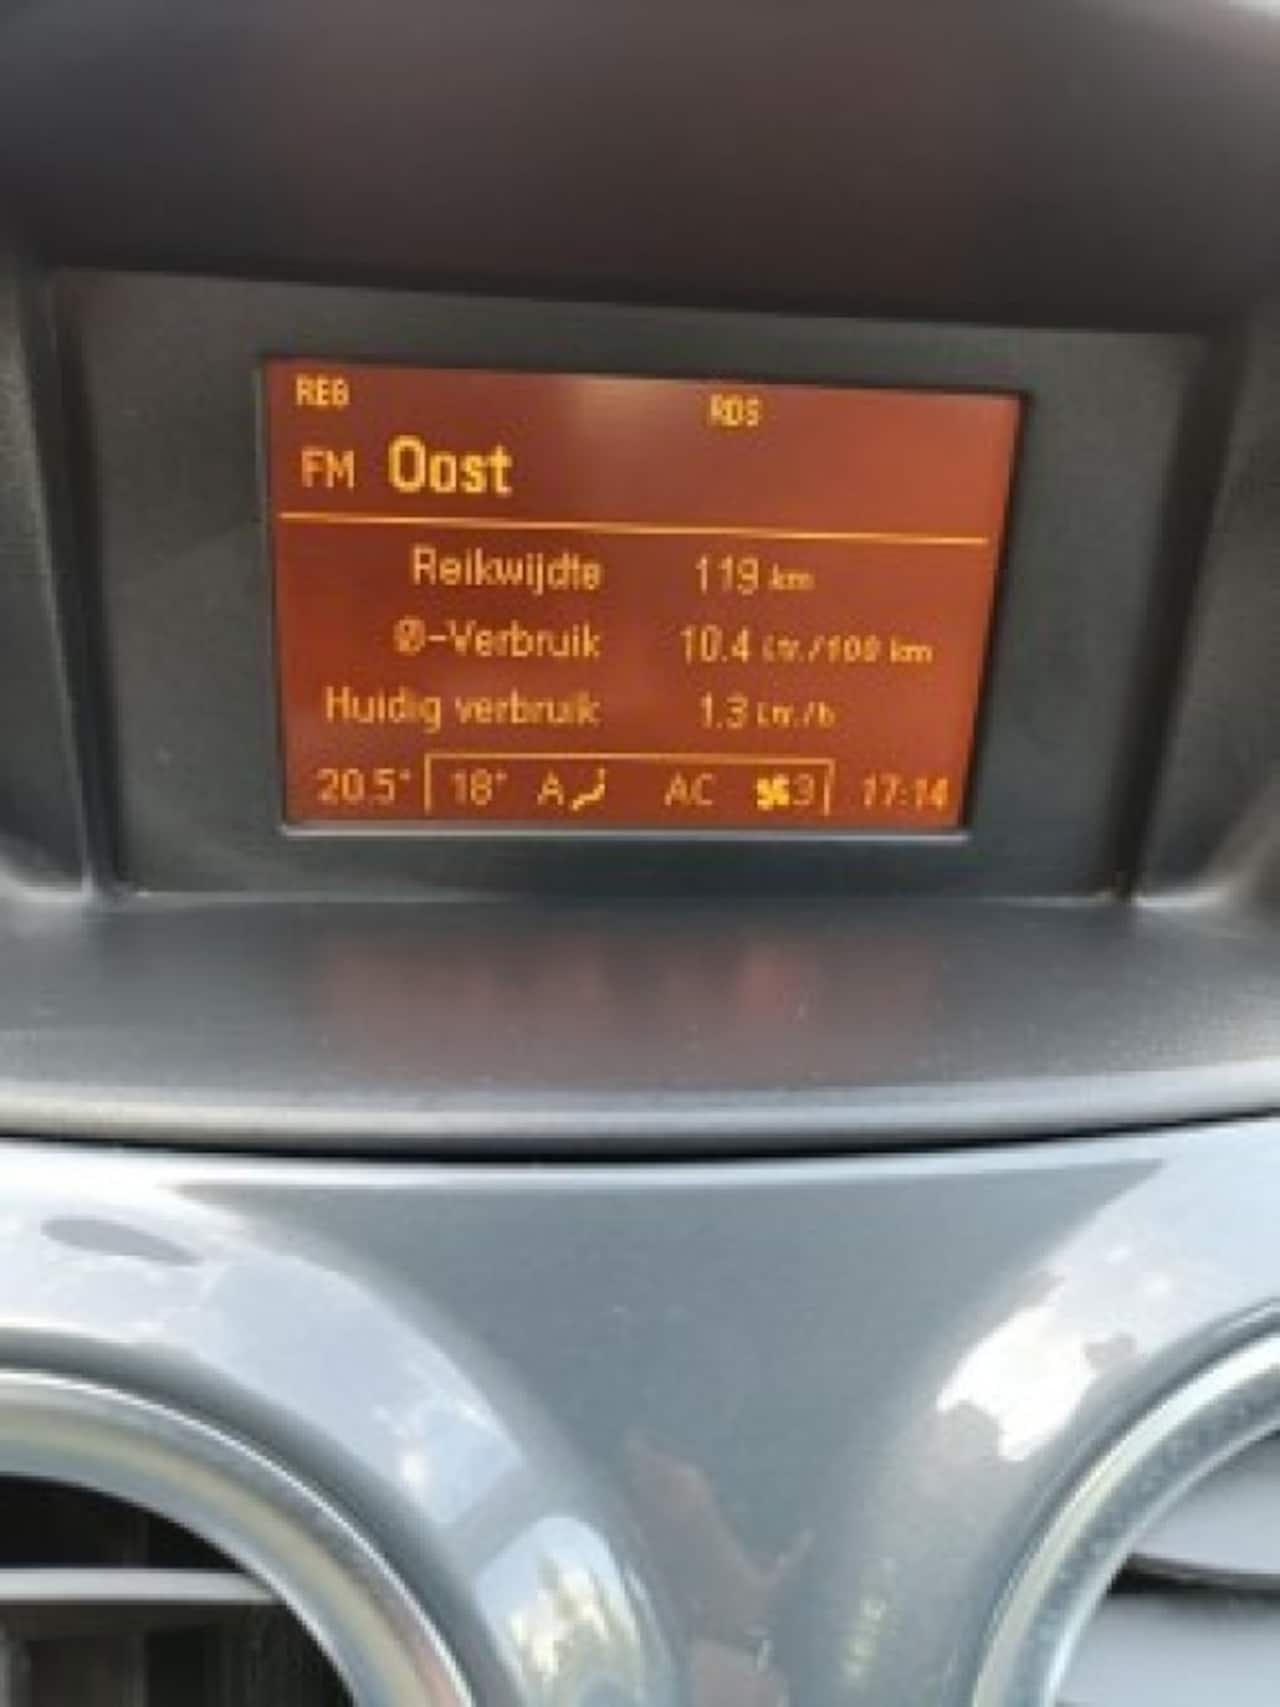 REG RDS
FM Oost
Reikwijdte 119 km
Ø-Verbruik 10.4 Ltr./100 km
Huidig verbruik 1.3 Ltr./h
20.5° 18° A AC 3 17:14